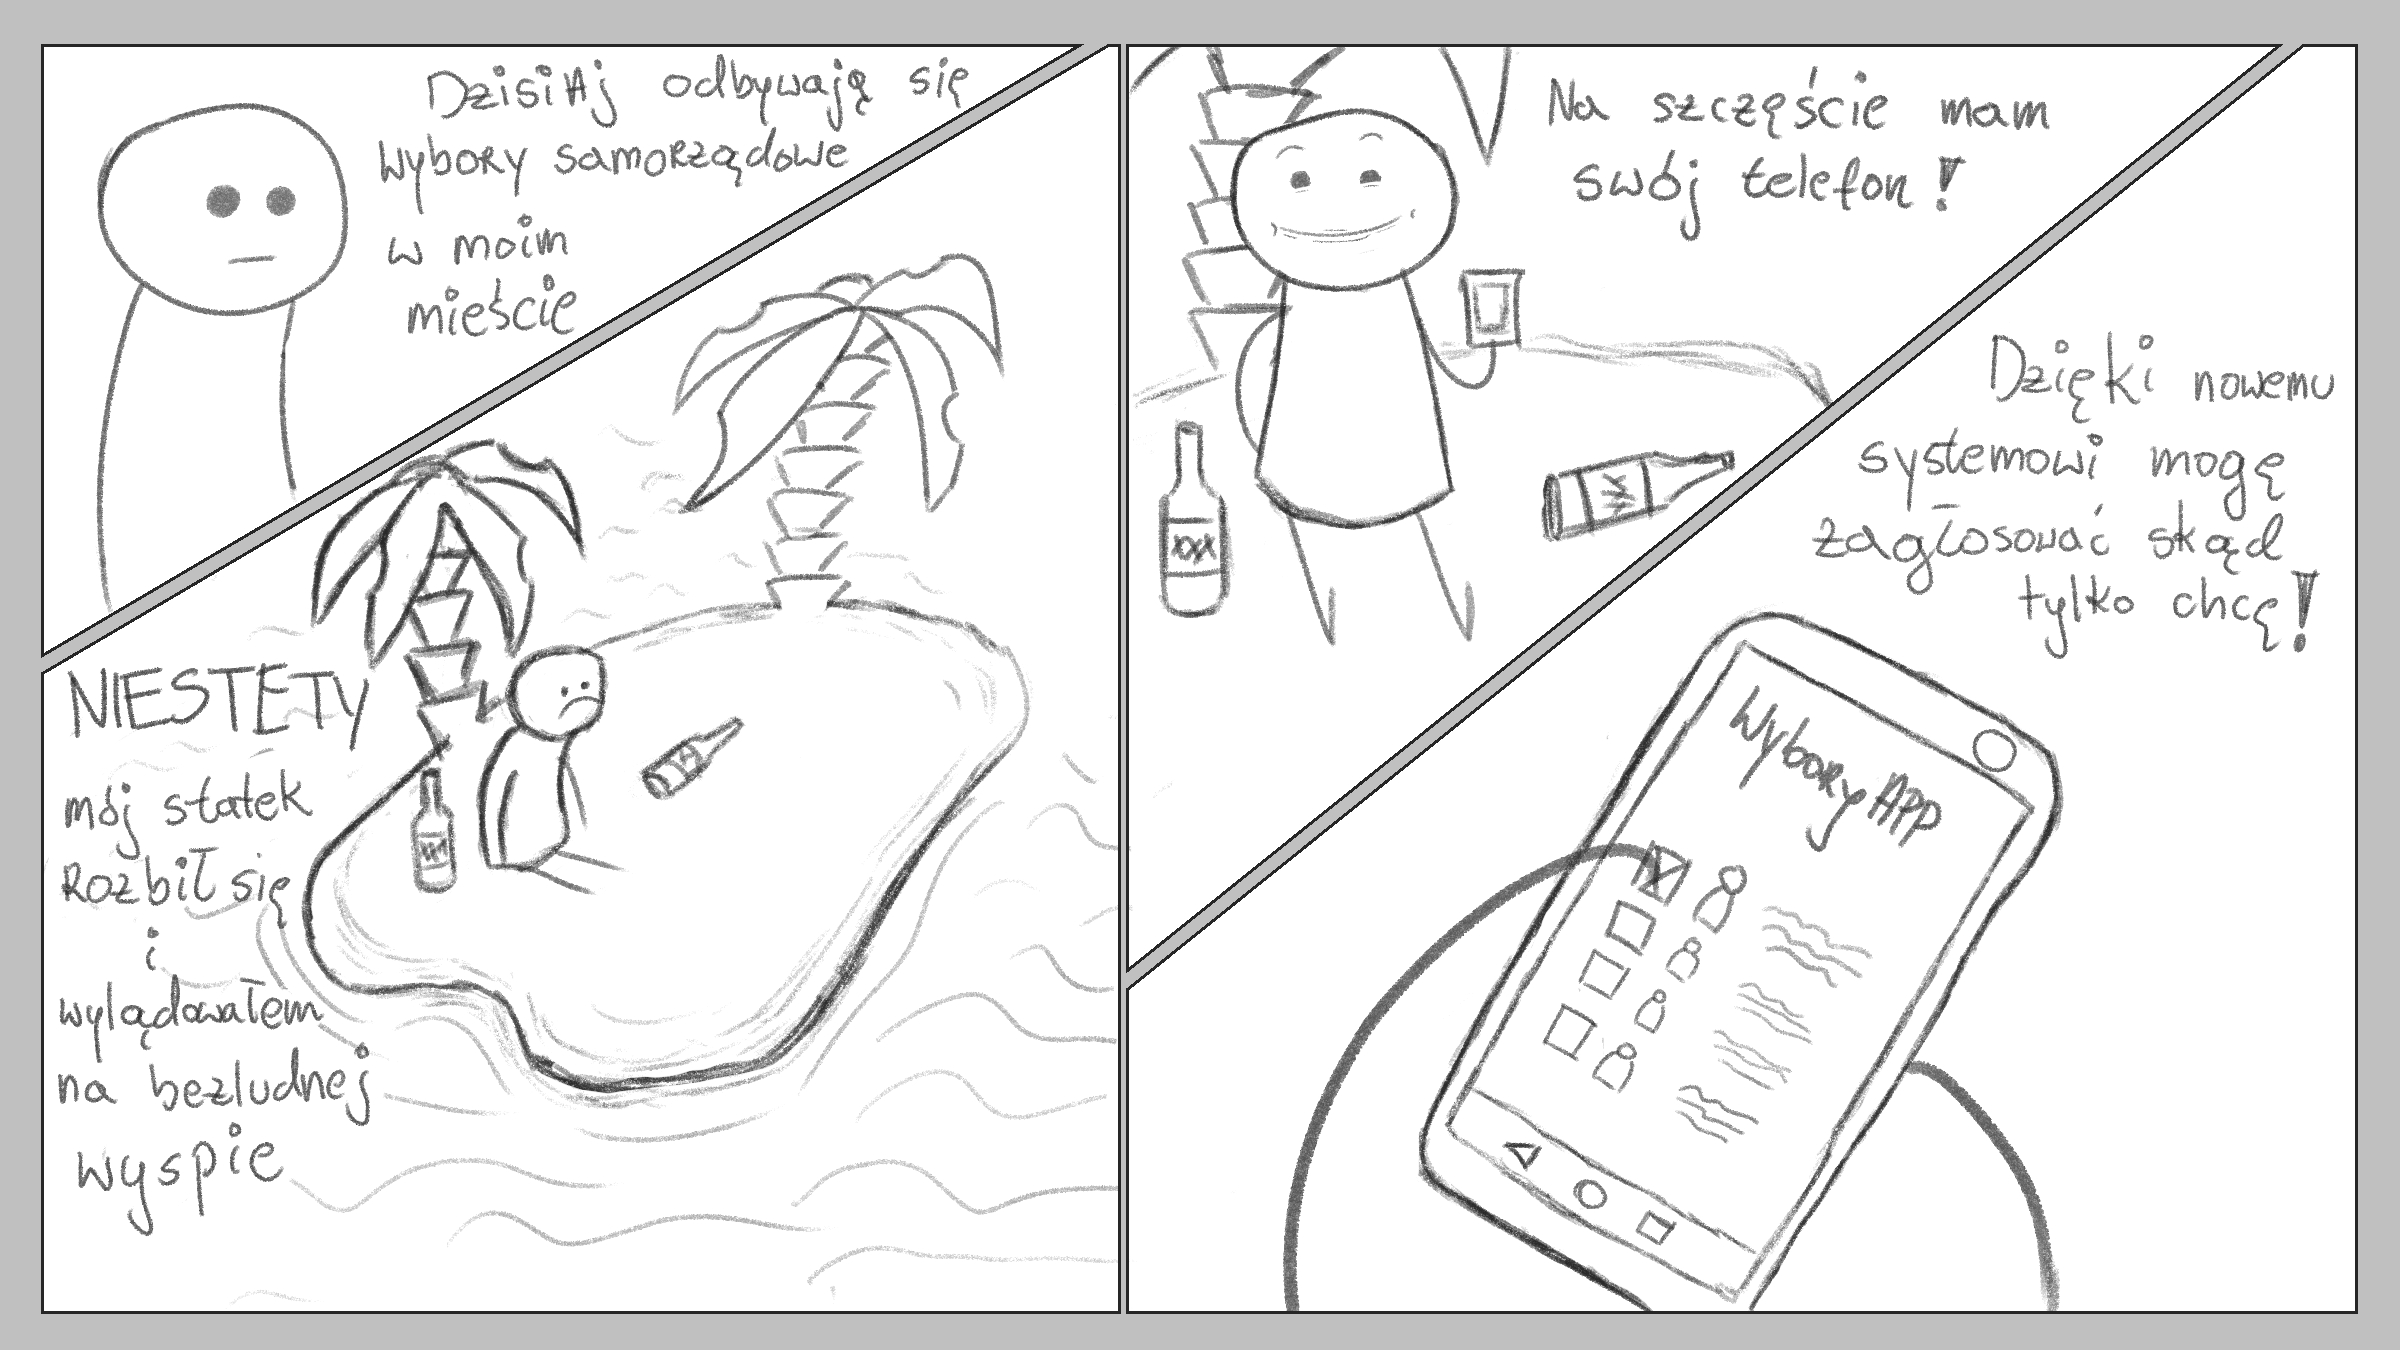 Dzisiaj odbywają się
wybory samorządowe
w moim
mieście
NIESTETY
mój statek
Rozbił się
i
wylądowałem
na bezludnej
wyspie
XXX
Na szczęście mam
swój telefon!
XXX
Dzięki nowemu
systemowi mogę
zagłosować skąd
tylko chcę!
Wybory APP